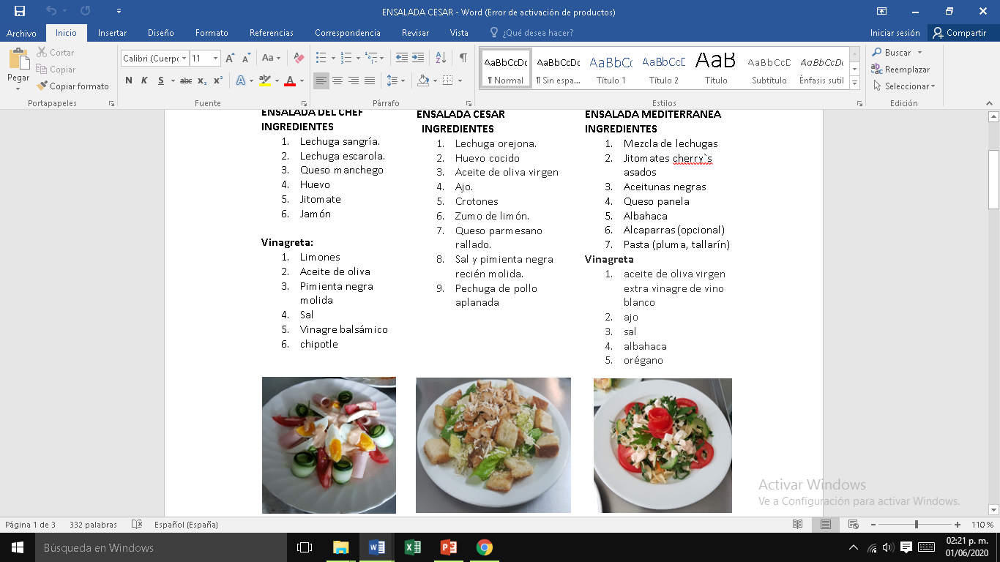 ENSALADA CESAR - Word (Error de activación de productos)
Archivo
Inicio
Insertar
Diseño
Formato
Referencias
Correspondencia
Revisar
Vista
¿Qué desea hacer?
Iniciar sesión
Compartir
Pegar
Cortar
Copiar
Copiar formato
Portapapeles
Calibri (Cuerpo
11
Aa
N K S abc x₂ x²
Fuente
Párrafo
AaBbCcDc
¶ Normal
AaBbCcDc
¶ Sin espa...
AaBbCc
Título 1
AaBbCcE
Título 2
AaB
Título
AaBbCcD
Subtítulo
AaBbCcDc
Énfasis sutil
Estilos
Buscar
Reemplazar
Seleccionar
Edición
ENSALADA DEL CHEF
INGREDIENTES
1. Lechuga sangría.
2. Lechuga escarola.
3. Queso manchego
4. Huevo
5. Jitomate
6. Jamón
Vinagreta:
1. Limones
2. Aceite de oliva
3. Pimienta negra
molida
4. Sal
5. Vinagre balsámico
6. chipotle
ENSALADA CESAR
INGREDIENTES
1. Lechuga orejona.
2. Huevo cocido
3. Aceite de oliva virgen
4. Ajo.
5. Crotones
6. Zumo de limón.
7. Queso parmesano
rallado.
8. Sal y pimienta negra
recién molida.
9. Pechuga de pollo
aplanada
ENSALADA MEDITERRANEA
INGREDIENTES
1. Mezcla de lechugas
2. Jitomates cherry`s
asados
3. Aceitunas negras
4. Queso panela
5. Albahaca
6. Alcaparras (opcional)
7. Pasta (pluma, tallarín)
Vinagreta
1. aceite de oliva virgen
extra vinagre de vino
blanco
2. ajo
3. sal
4. albahaca
5. orégano
Activar Windows
Ve a Configuración para activar Windows.
Página 1 de 3
332 palabras
Español (España)
110 %
Búsqueda en Windows
02:21 p. m.
01/06/2020